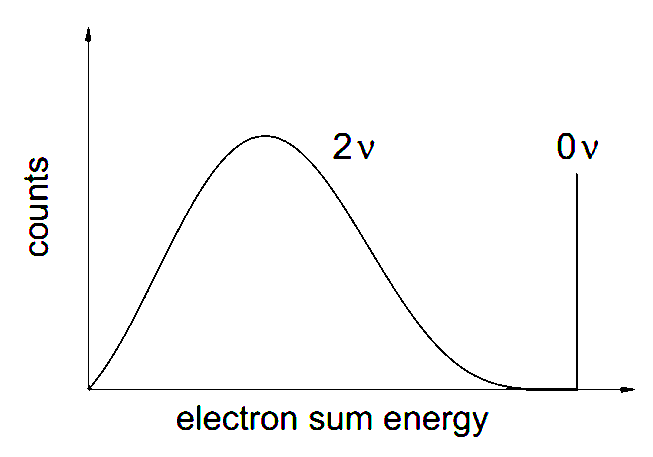 2ν
0ν
counts
electron sum energy